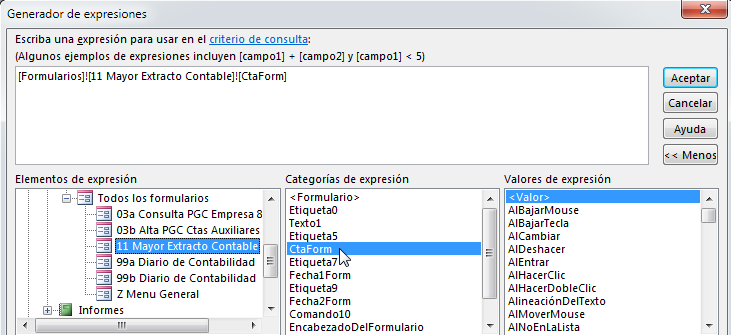 Generador de expresiones
Escriba una expresión para usar en el criterio de consulta:
(Algunos ejemplos de expresiones incluyen [campo1] + [campo2] y [campo1] < 5)
[Formularios]![11 Mayor Extracto Contable]![CtaForm]
Aceptar
Cancelar
Ayuda
<< Menos
Elementos de expresión
Todos los formularios
03a Consulta PGC Empresa 8
03b Alta PGC Ctas Auxiliares
11 Mayor Extracto Contable
99a Diario de Contabilidad
99b Diario de Contabilidad
Z Menu General
Informes
Categorías de expresión
<Formulario>
Etiqueta0
Texto1
Etiqueta5
CtaForm
Etiqueta7
Fecha1Form
Etiqueta9
Fecha2Form
Comando10
EncabezadoDelFormulario
Valores de expresión
<Valor>
AlBajarMouse
AlBajarTecla
AlCambiar
AlDeshacer
AlEntrar
AlHacerClic
AlHacerDobleClic
AlineaciónDelTexto
AlMoverMouse
AlNoEnLaLista